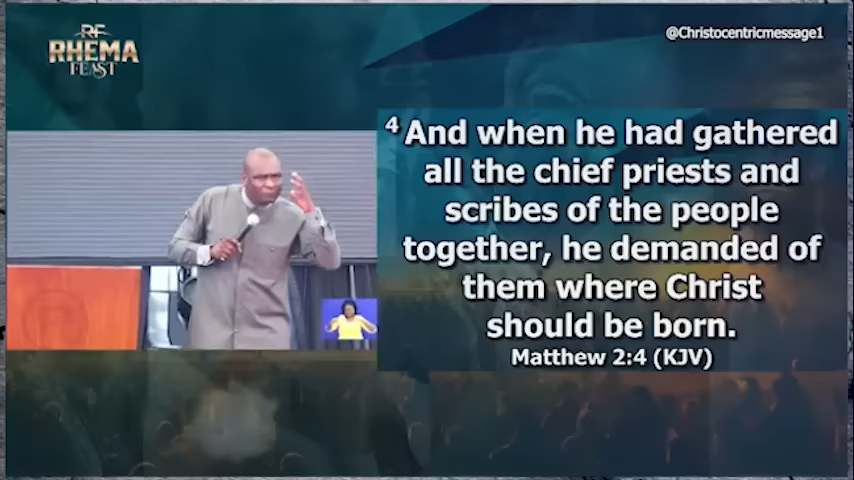 RF
RHEMA
FEAST
@Christocentricmessage1
4 And when he had gathered
all the chief priests and
scribes of the people
together, he demanded of
them where Christ
should be born.
Matthew 2:4 (KJV)